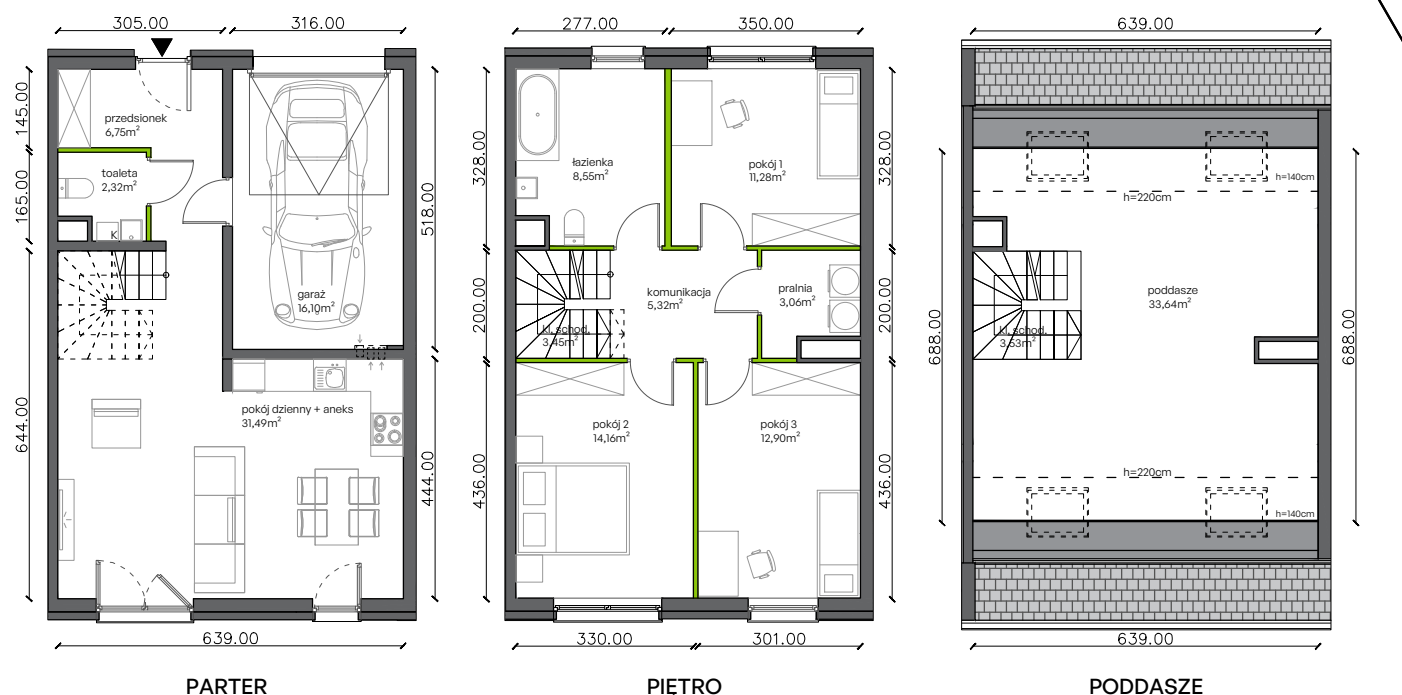 305.00
316.00
145.00
165.00
644.00
518.00
444.00
639.00
przedsionek
6,75m²
toaleta
2,32m²
K
garaż
16,10m²
pokój dzienny + aneks
31,49m²
PARTER
277.00
350.00
328.00
200.00
436.00
328.00
200.00
436.00
330.00
301.00
łazienka
8,55m²
pokój 1
11,28m²
komunikacja
5,32m²
pralnia
3,06m²
kl. schod.
3,45m²
pokój 2
14,16m²
pokój 3
12,90m²
PIĘTRO
639.00
688.00
688.00
639.00
h=140cm
h=220cm
poddasze
33,64m²
kl. schod.
3,53m²
h=220cm
h=140cm
PODDASZE